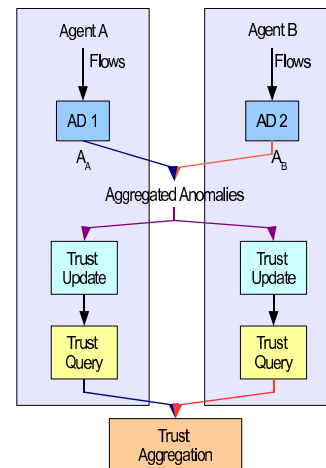 Agent A
Agent B
Flows
Flows
AD 1
AD 2
A_A
A_B
Aggregated Anomalies
Trust
Update
Trust
Update
Trust
Query
Trust
Query
Trust
Aggregation